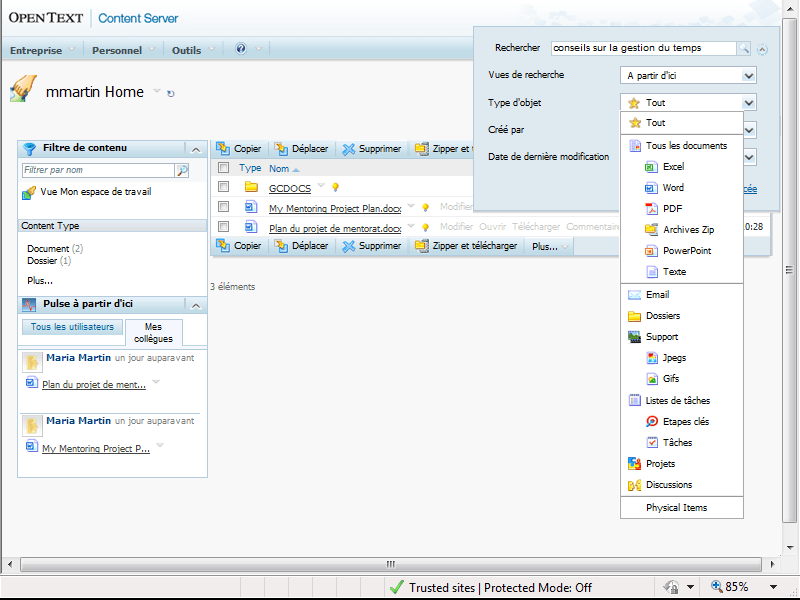 OPEN TEXT Content Server
Entreprise Personnel Outils
Rechercher conseils sur la gestion du temps
Vues de recherche A partir d'ici
Type d'objet Tout
Créé par
Date de dernière modification
Tout
Tous les documents
Excel
Word
PDF
Archives Zip
PowerPoint
Texte
Email
Dossiers
Support
Jpegs
Gifs
Listes de tâches
Etapes clés
Tâches
Projets
Discussions
Physical Items
mmartin Home
Filtre de contenu
Filtrer par nom
Vue Mon espace de travail
Content Type
Document (2)
Dossier (1)
Plus...
Pulse à partir d'ici
Tous les utilisateurs
Mes
collègues
Maria Martin un jour auparavant
Plan du projet de ment...
Maria Martin un jour auparavant
My Mentoring Project P...
Copier Déplacer Supprimer Zipper et
Type Nom
GCDOCS
My Mentoring Project Plan.docx Modifier
Plan du projet de mentorat.docx Modifier Ouvrir Télécharger Commentaire 10:28
Copier Déplacer Supprimer Zipper et télécharger Plus...
3 éléments
Trusted sites | Protected Mode: Off 85%